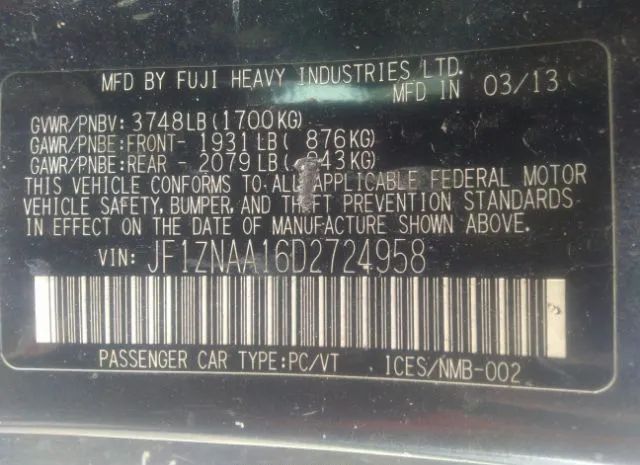 MFD BY FUJI HEAVY INDUSTRIES LTD.
MFD IN 03/13
GVWR/PNBV: 3748LB(1700KG)
GAWR/PNBE:FRONT- 1931LB( 876KG)
GAWR/PNBE:REAR - 2079LB( 943KG)
THIS VEHICLE CONFORMS TO ALL APPLICABLE FEDERAL MOTOR
VEHICLE SAFETY, BUMPER, AND THEFT PREVENTION STANDARDS
IN EFFECT ON THE DATE OF MANUFACTURE SHOWN ABOVE.
VIN: JF1ZNAA16D2724958
PASSENGER CAR TYPE:PC/VT ICES/NMB-002